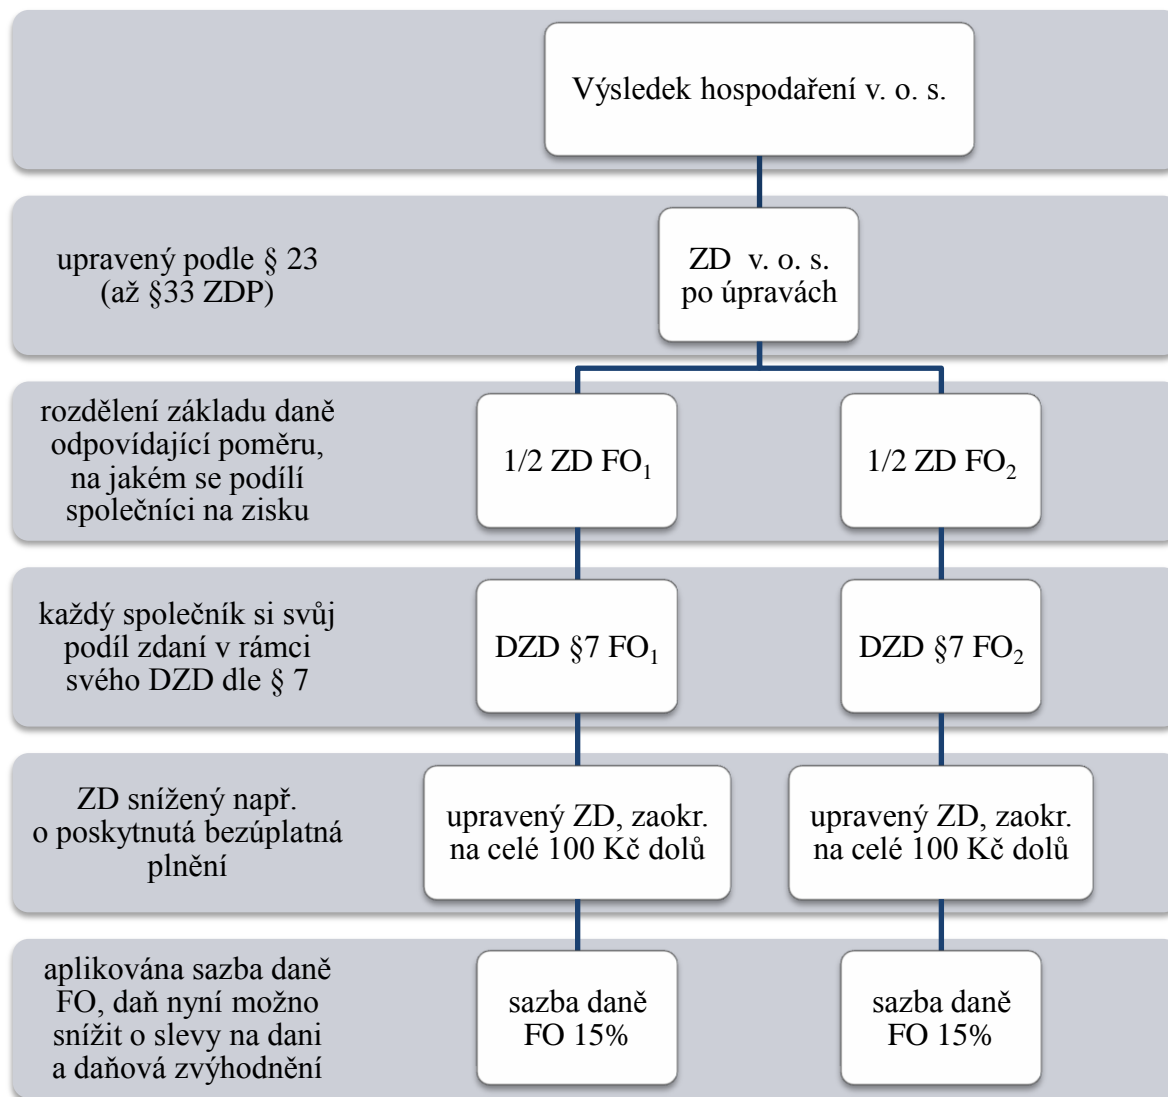 Výsledek hospodaření v. o. s.
upravený podle § 23
(až §33 ZDP)
ZD  v. o. s.
po úpravách
rozdělení základu daně
odpovídající poměru,
na jakém se podílí
společníci na zisku
1/2 ZD FO₁
1/2 ZD FO₂
každý společník si svůj
podíl zdaní v rámci
svého DZD dle § 7
DZD §7 FO₁
DZD §7 FO₂
ZD snížený např.
o poskytnutá bezúplatná
plnění
upravený ZD, zaokr.
na celé 100 Kč dolů
upravený ZD, zaokr.
na celé 100 Kč dolů
aplikována sazba daně
FO, daň nyní možno
snížit o slevy na dani
a daňová zvýhodnění
sazba daně
FO 15%
sazba daně
FO 15%